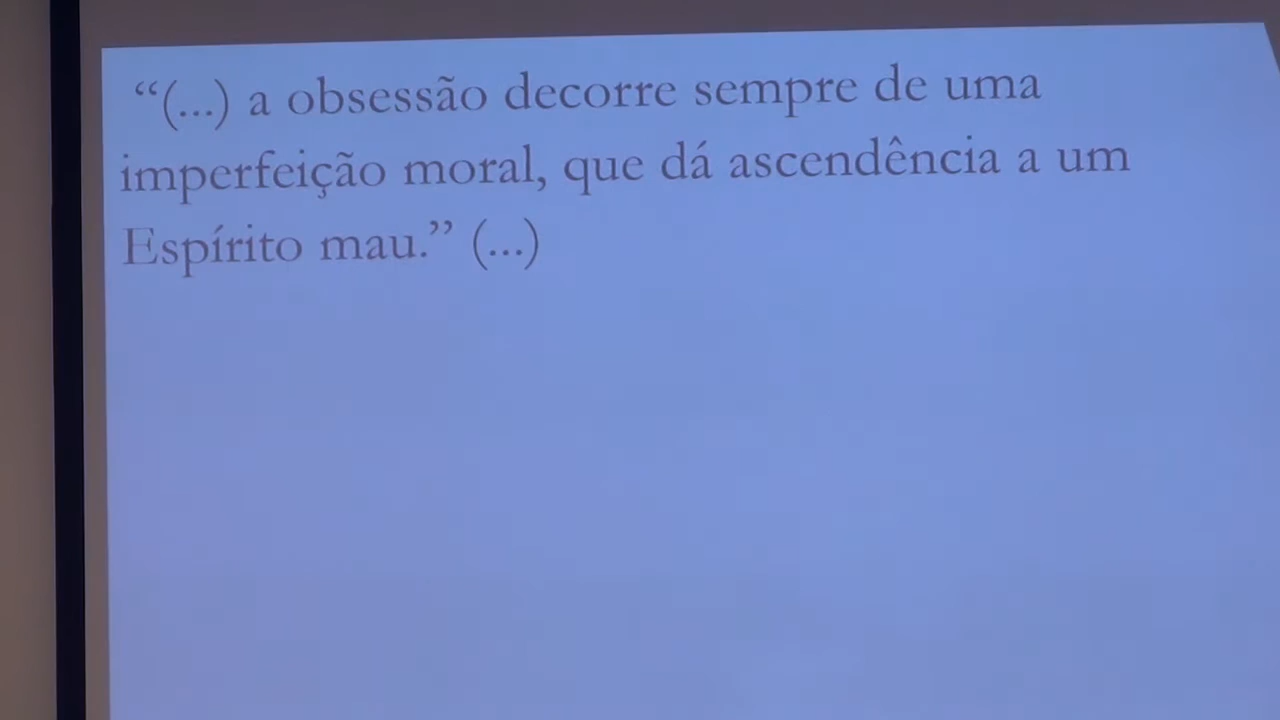 “(...) a obsessão decorre sempre de uma
imperfeição moral, que dá ascendência a um
Espírito mau.” (...)